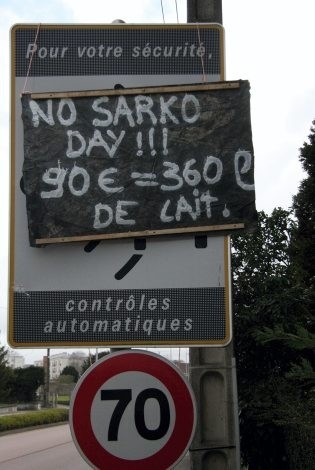 Pour votre sécurité,
NO SARKO
DAY !!!
90 € = 360 l
DE LAIT.
contrôles
automatiques
70